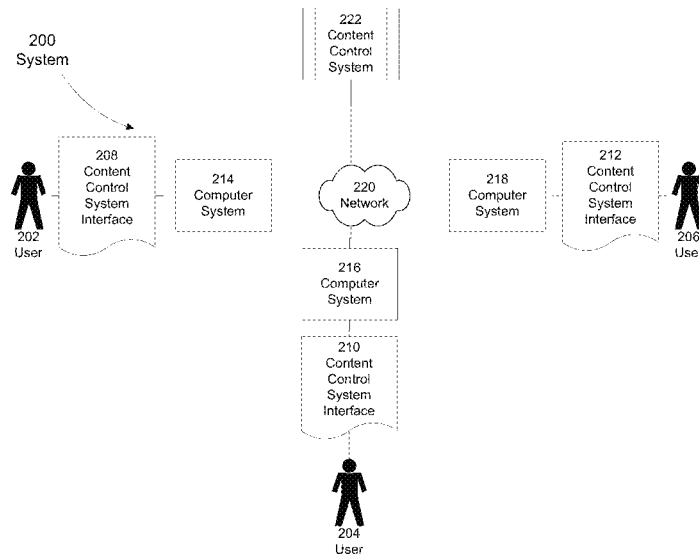 200
System
222
Content
Control
System
208
Content
Control
System
Interface
214
Computer
System
220
Network
218
Computer
System
212
Content
Control
System
Interface
202
User
206
User
216
Computer
System
210
Content
Control
System
Interface
204
User